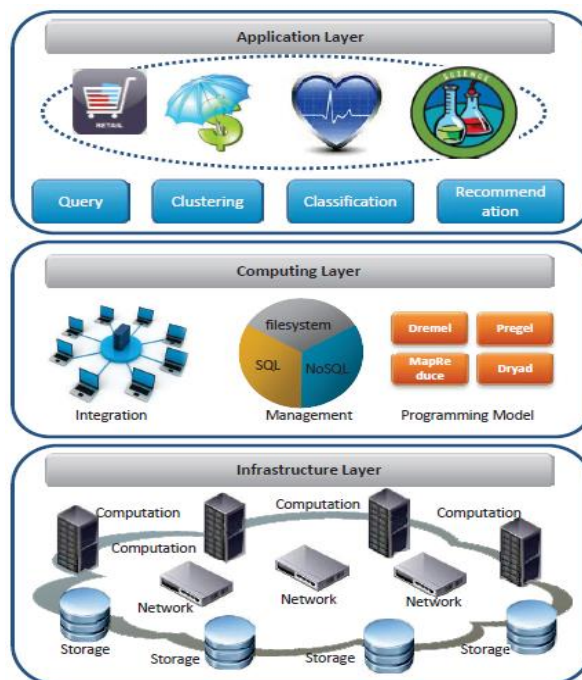 Application Layer
RETAIL
SCIENCE
Query
Clustering
Classification
Recommend
ation
Computing Layer
filesystem
SQL
NoSQL
Dremel
Pregel
MapRe
duce
Dryad
Integration
Management
Programming Model
Infrastructure Layer
Computation
Computation
Computation
Computation
Network
Network
Network
Storage
Storage
Storage
Storage